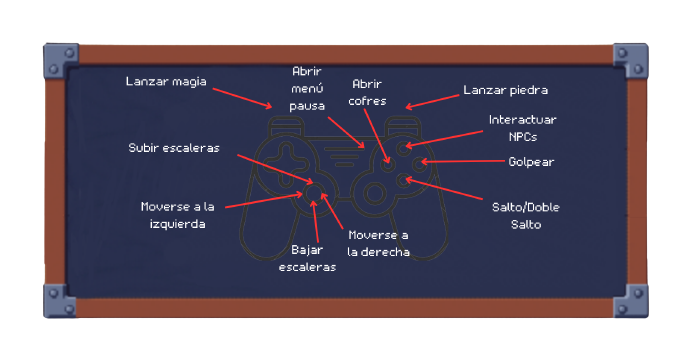 Lanzar magia
Abrir
menú
pausa
Abrir
cofres
Lanzar piedra
Interactuar
NPCs
Subir escaleras
Golpear
Moverse a la
izquierda
Salto/Doble
Salto
Bajar
escaleras
Moverse a
la derecha